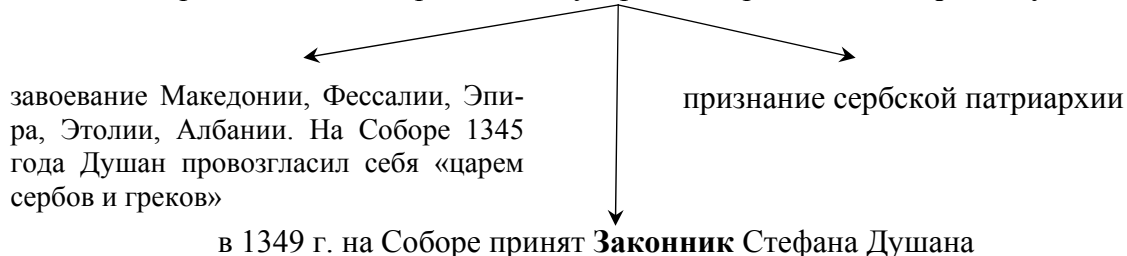 завоевание Македонии, Фессалии, Эпи-
ра, Этолии, Албании. На Соборе 1345
года Душан провозгласил себя «царем
сербов и греков»
признание сербской патриархии
в 1349 г. на Соборе принят Законник Стефана Душана